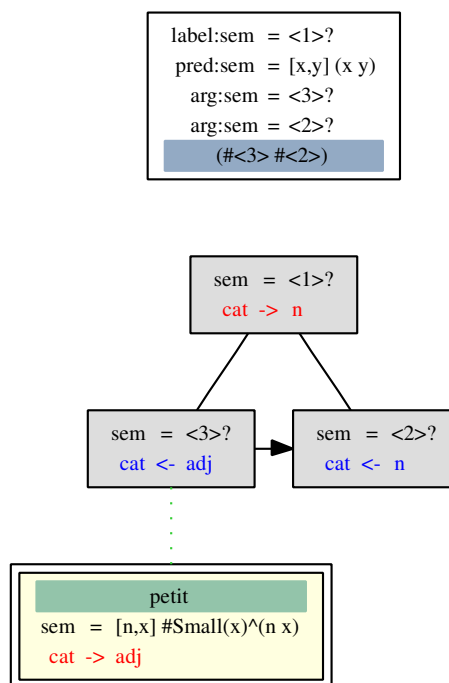 label:sem = <1>?
pred:sem = [x,y] (x y)
arg:sem = <3>?
arg:sem = <2>?
(#<3> #<2>)
sem = <1>?
cat -> n
sem = <3>?
cat <- adj
sem = <2>?
cat <- n
petit
sem = [n,x] #Small(x)^(n x)
cat -> adj